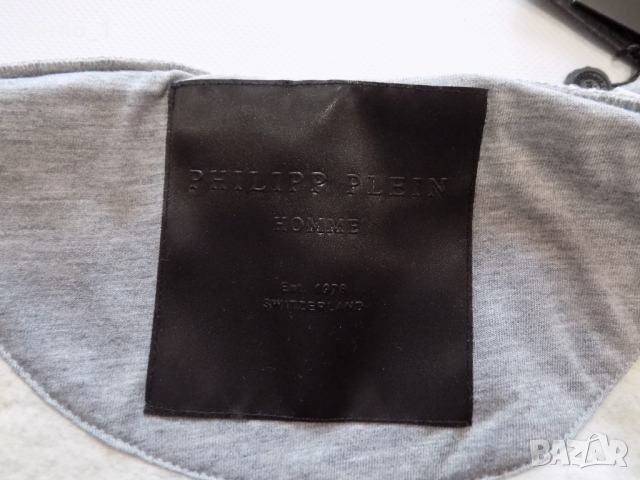 PHILIPP PLEIN
HOMME
Est. 1978
SWITZERLAND
BAZAR